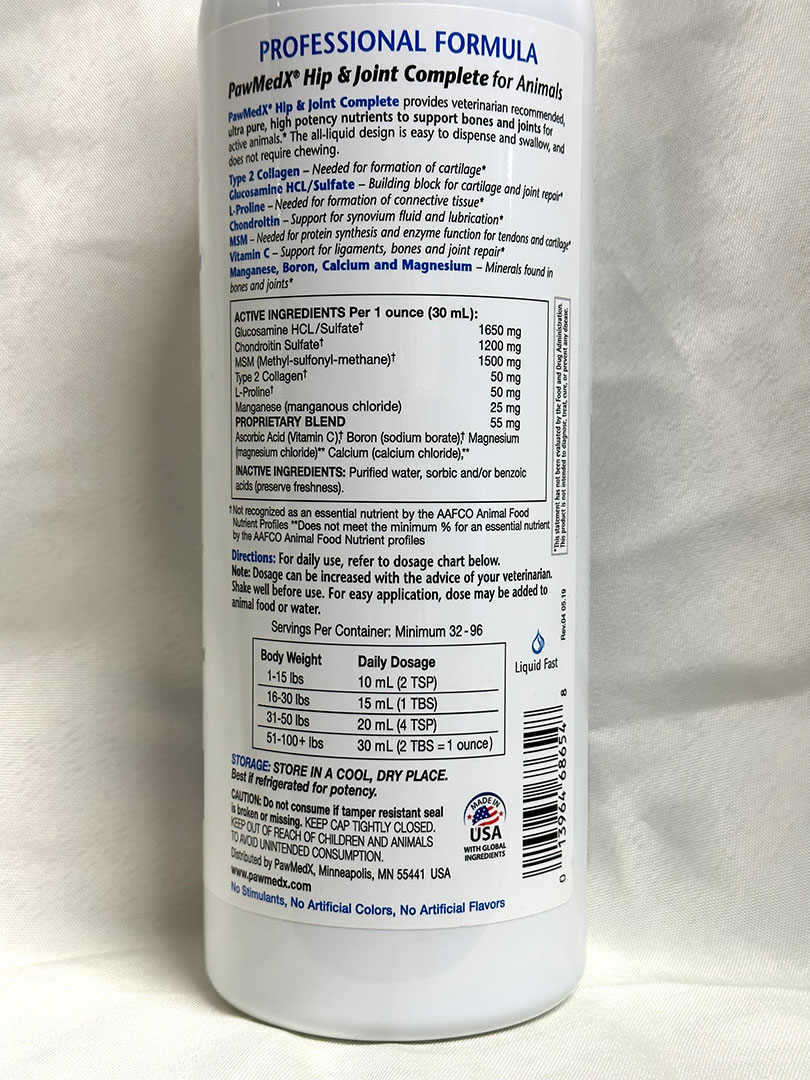 PROFESSIONAL FORMULA
PawMedX® Hip & Joint Complete for Animals
PawMedX® Hip & Joint Complete provides veterinarian recommended,
ultra pure, high potency nutrients to support bones and joints for
active animals.* The all-liquid design is easy to dispense and swallow, and
does not require chewing.
Type 2 Collagen – Needed for formation of cartilage*
Glucosamine HCL/Sulfate – Building block for cartilage and joint repair*
L-Proline – Needed for formation of connective tissue*
Chondroitin – Support for synovium fluid and lubrication*
MSM – Needed for protein synthesis and enzyme function for tendons and cartilage*
Vitamin C – Support for ligaments, bones and joint repair*
Manganese, Boron, Calcium and Magnesium – Minerals found in
bones and joints*
ACTIVE INGREDIENTS Per 1 ounce (30 mL):
Glucosamine HCL/Sulfate† 1650 mg
Chondroitin Sulfate† 1200 mg
MSM (Methyl-sulfonyl-methane)† 1500 mg
Type 2 Collagen† 50 mg
L-Proline† 50 mg
Manganese (manganous chloride) 25 mg
PROPRIETARY BLEND 55 mg
Ascorbic Acid (Vitamin C),† Boron (sodium borate),† Magnesium
(magnesium chloride)** Calcium (calcium chloride),**
INACTIVE INGREDIENTS: Purified water, sorbic and/or benzoic
acids (preserve freshness).
*This statement has not been evaluated by the Food and Drug Administration.
This product is not intended to diagnose, treat, cure, or prevent any disease.
†Not recognized as an essential nutrient by the AAFCO Animal Food
Nutrient Profiles **Does not meet the minimum % for an essential nutrient
by the AAFCO Animal Food Nutrient profiles
Directions: For daily use, refer to dosage chart below.
Note: Dosage can be increased with the advice of your veterinarian.
Shake well before use. For easy application, dose may be added to
animal food or water.
Rev.04 05.19
Servings Per Container: Minimum 32-96
Liquid Fast
Body Weight Daily Dosage
1-15 lbs 10 mL (2 TSP)
16-30 lbs 15 mL (1 TBS)
31-50 lbs 20 mL (4 TSP)
51-100+ lbs 30 mL (2 TBS = 1 ounce)
STORAGE: STORE IN A COOL, DRY PLACE.
Best if refrigerated for potency.
CAUTION: Do not consume if tamper resistant seal
is broken or missing. KEEP CAP TIGHTLY CLOSED.
KEEP OUT OF REACH OF CHILDREN AND ANIMALS
TO AVOID UNINTENDED CONSUMPTION.
Distributed by PawMedX, Minneapolis, MN 55441 USA
www.pawmedx.com
No Stimulants, No Artificial Colors, No Artificial Flavors
MADE IN
USA
WITH GLOBAL
INGREDIENTS
0 13964 68654 8